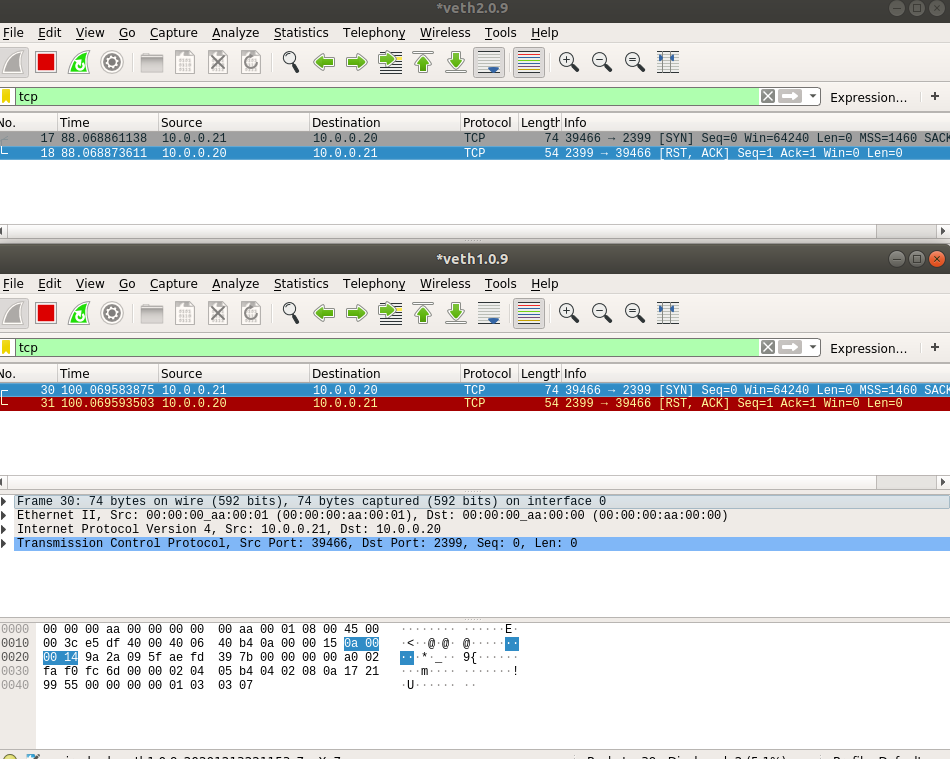 *veth2.0.9
File Edit View Go Capture Analyze Statistics Telephony Wireless Tools Help
tcp Expression… +
No. Time Source Destination Protocol Length Info
17 88.068861138 10.0.0.21 10.0.0.20 TCP 74 39466 → 2399 [SYN] Seq=0 Win=64240 Len=0 MSS=1460 SACK
18 88.068873611 10.0.0.20 10.0.0.21 TCP 54 2399 → 39466 [RST, ACK] Seq=1 Ack=1 Win=0 Len=0
*veth1.0.9
File Edit View Go Capture Analyze Statistics Telephony Wireless Tools Help
tcp Expression… +
No. Time Source Destination Protocol Length Info
30 100.069583875 10.0.0.21 10.0.0.20 TCP 74 39466 → 2399 [SYN] Seq=0 Win=64240 Len=0 MSS=1460 SACK
31 100.069593503 10.0.0.20 10.0.0.21 TCP 54 2399 → 39466 [RST, ACK] Seq=1 Ack=1 Win=0 Len=0
Frame 30: 74 bytes on wire (592 bits), 74 bytes captured (592 bits) on interface 0
Ethernet II, Src: 00:00:00_aa:00:01 (00:00:00:aa:00:01), Dst: 00:00:00_aa:00:00 (00:00:00:aa:00:00)
Internet Protocol Version 4, Src: 10.0.0.21, Dst: 10.0.0.20
Transmission Control Protocol, Src Port: 39466, Dst Port: 2399, Seq: 0, Len: 0
0000 00 00 00 aa 00 00 00 00 00 aa 00 01 08 00 45 00 ········ ······E·
0010 00 3c e5 df 40 00 40 06 40 b4 0a 00 00 15 0a 00 ·<··@·@· @·······
0020 00 14 9a 2a 09 5f ae fd 39 7b 00 00 00 00 a0 02 ···*·_·· 9{······
0030 fa f0 fc 6d 00 00 02 04 05 b4 04 02 08 0a 17 21 ···m···· ·······!
0040 99 55 00 00 00 00 01 03 03 07 ·U······ ··